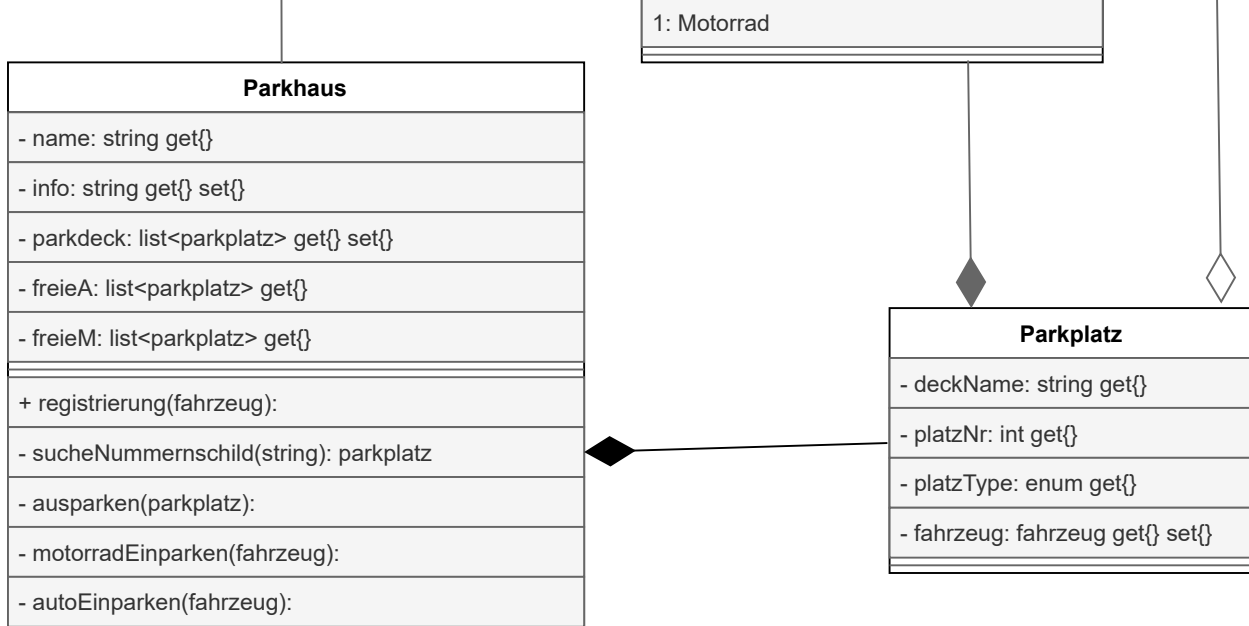 1: Motorrad
Parkhaus
- name: string get{}
- info: string get{} set{}
- parkdeck: list<parkplatz> get{} set{}
- freieA: list<parkplatz> get{}
- freieM: list<parkplatz> get{}
+ registrierung(fahrzeug):
- sucheNummernschild(string): parkplatz
- ausparken(parkplatz):
- motorradEinparken(fahrzeug):
- autoEinparken(fahrzeug):
Parkplatz
- deckName: string get{}
- platzNr: int get{}
- platzType: enum get{}
- fahrzeug: fahrzeug get{} set{}